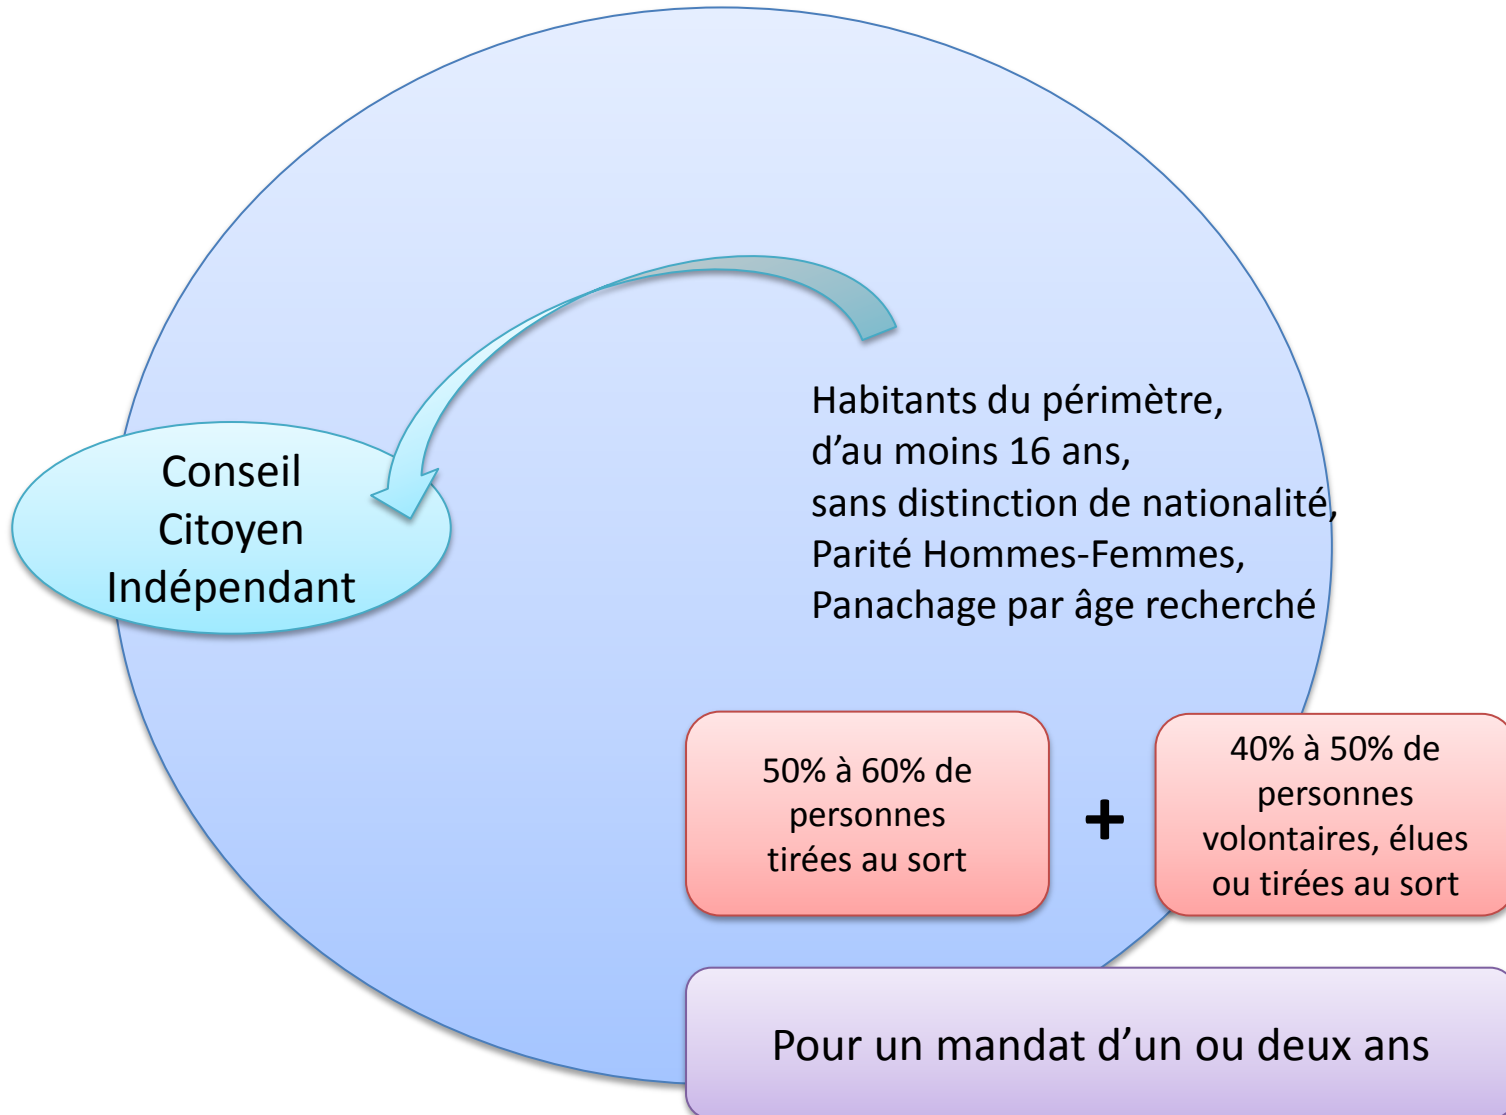 Conseil
Citoyen
Indépendant
Habitants du périmètre,
d’au moins 16 ans,
sans distinction de nationalité,
Parité Hommes-Femmes,
Panachage par âge recherché
50% à 60% de
personnes
tirées au sort
+
40% à 50% de
personnes
volontaires, élues
ou tirées au sort
Pour un mandat d’un ou deux ans